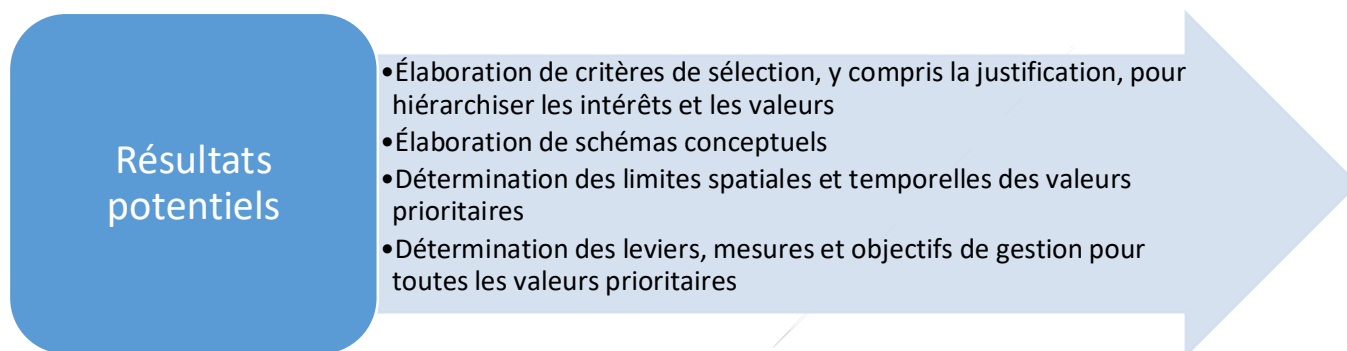 Résultats
potentiels
•Élaboration de critères de sélection, y compris la justification, pour
hiérarchiser les intérêts et les valeurs
•Élaboration de schémas conceptuels
•Détermination des limites spatiales et temporelles des valeurs
prioritaires
•Détermination des leviers, mesures et objectifs de gestion pour
toutes les valeurs prioritaires